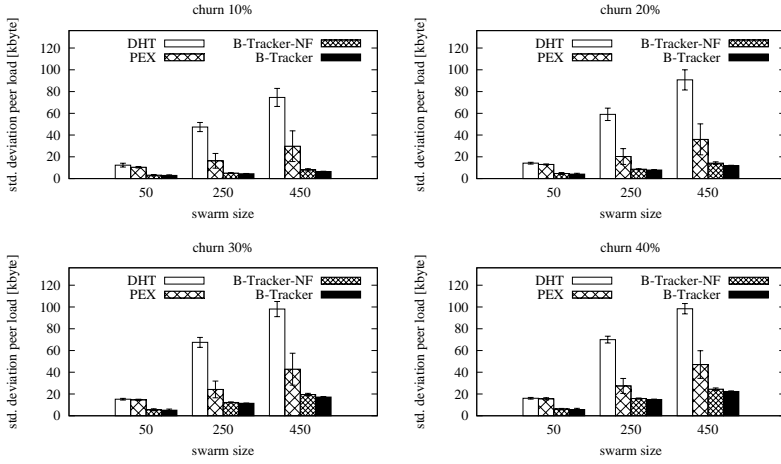 churn 10%
std. deviation peer load [kbyte]
120
100
80
60
40
20
0
DHT
PEX
B-Tracker-NF
B-Tracker
50 250 450
swarm size
churn 20%
std. deviation peer load [kbyte]
120
100
80
60
40
20
0
DHT
PEX
B-Tracker-NF
B-Tracker
50 250 450
swarm size
churn 30%
std. deviation peer load [kbyte]
120
100
80
60
40
20
0
DHT
PEX
B-Tracker-NF
B-Tracker
50 250 450
swarm size
churn 40%
std. deviation peer load [kbyte]
120
100
80
60
40
20
0
DHT
PEX
B-Tracker-NF
B-Tracker
50 250 450
swarm size